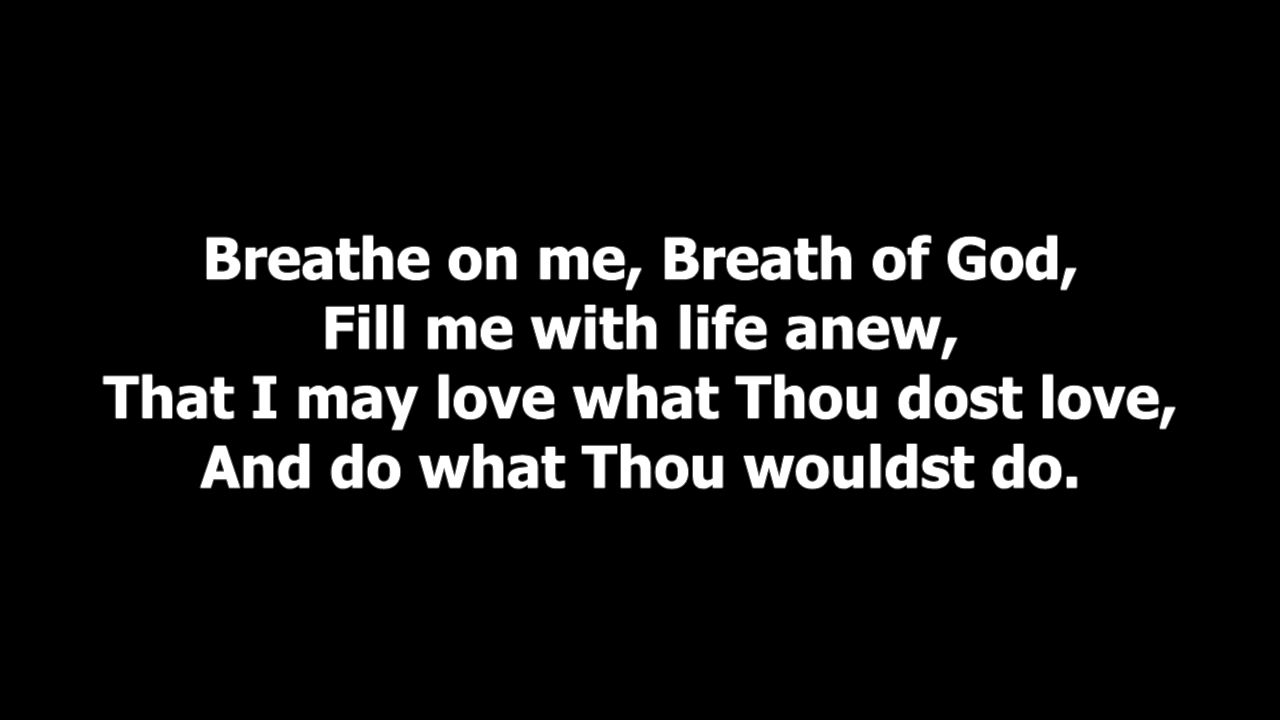 Breathe on me, Breath of God,
Fill me with life anew,
That I may love what Thou dost love,
And do what Thou wouldst do.